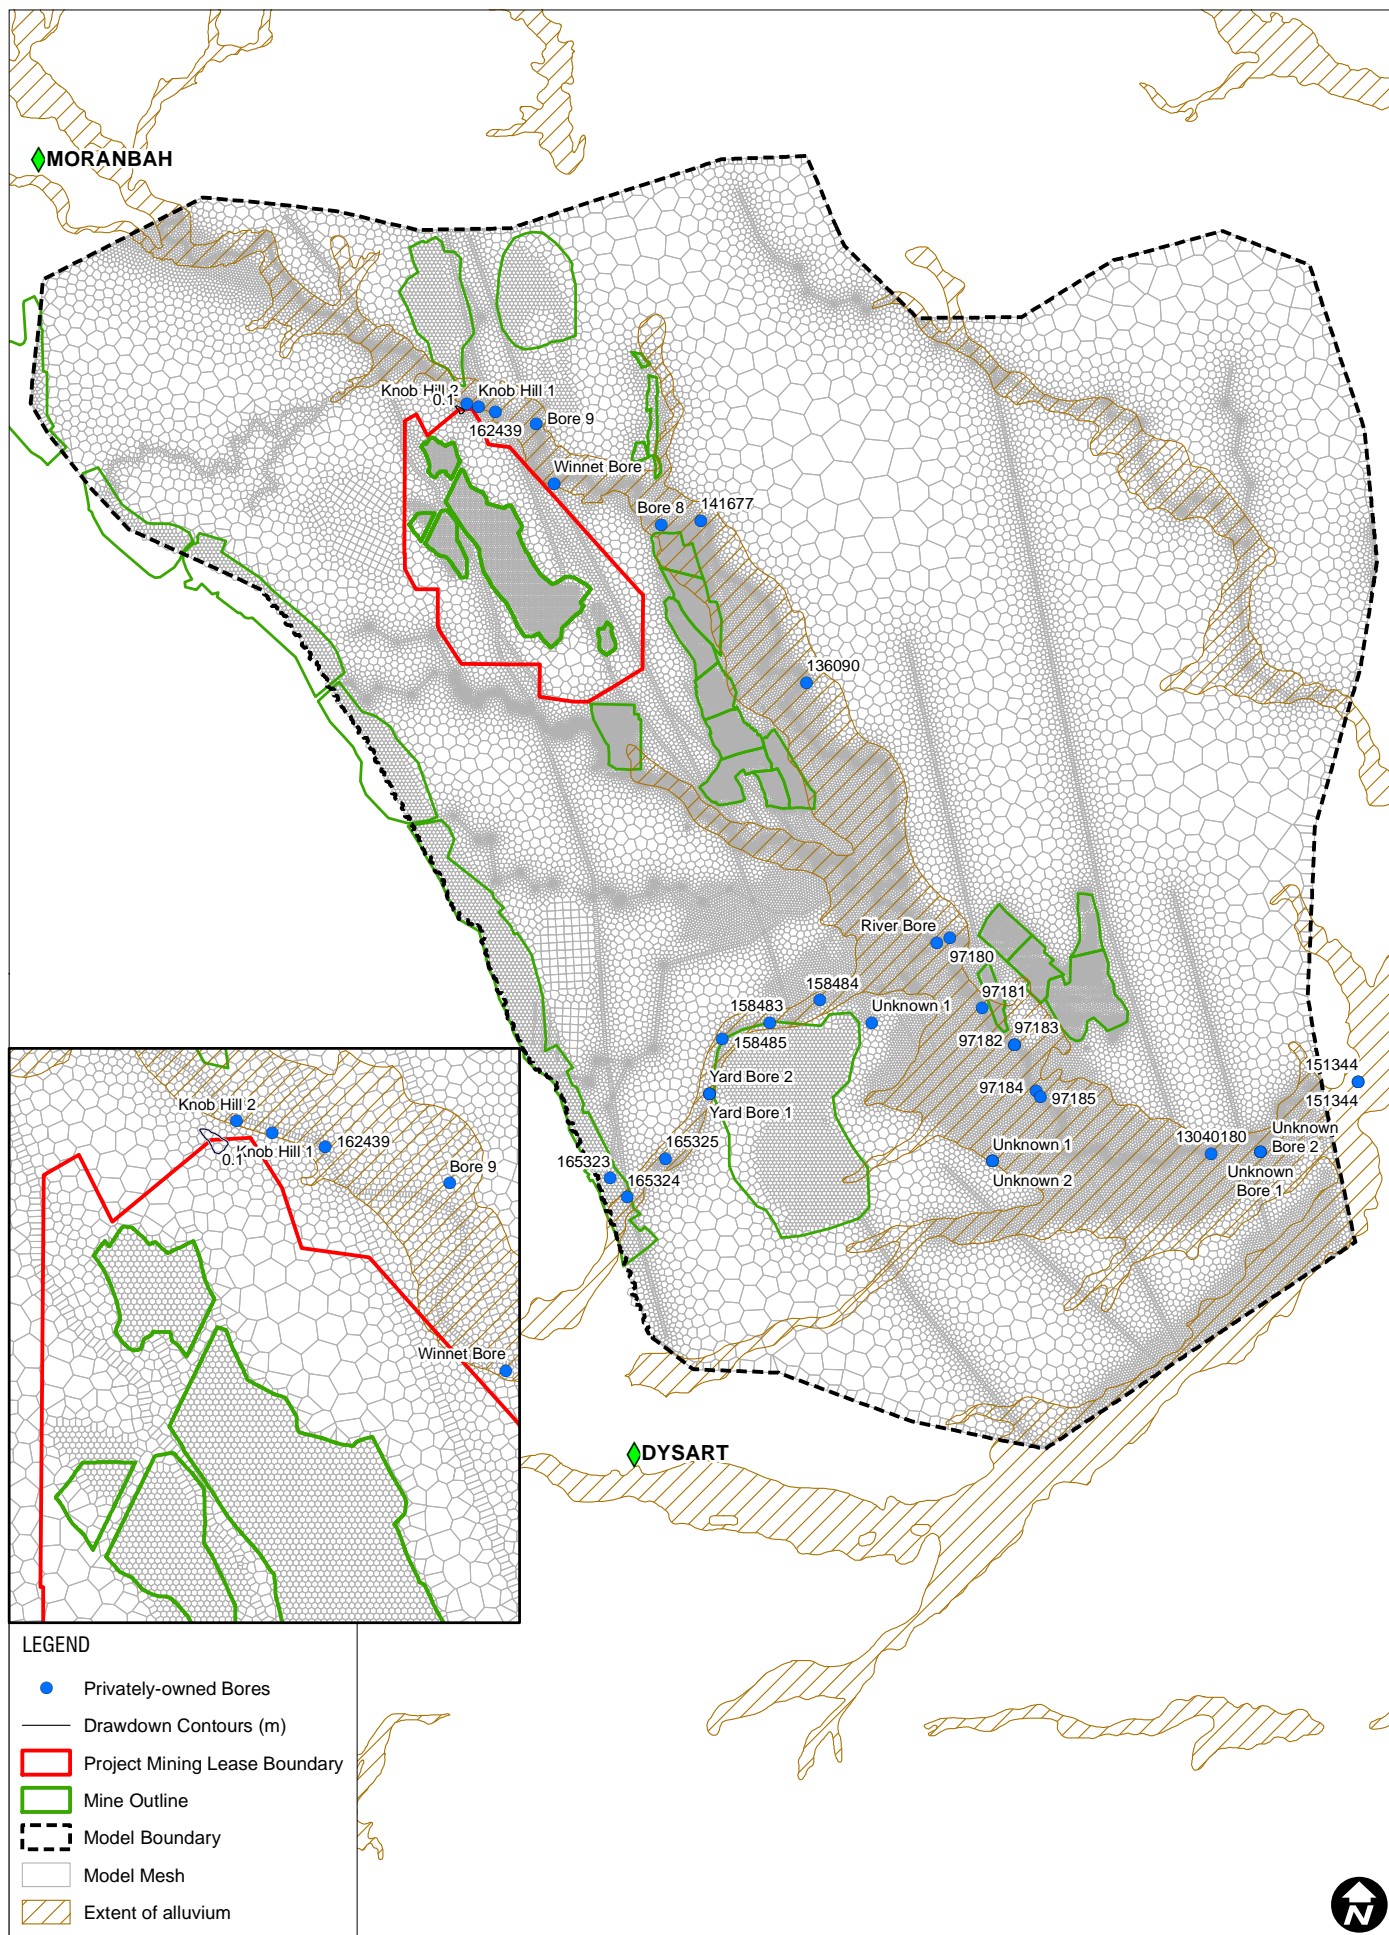 MORANBAH
Knob Hill 2
Knob Hill 1
0.1
162439
Bore 9
Winnet Bore
Bore 8
141677
136090
River Bore
97180
158484
97181
158483
Unknown 1
158485
97183
97182
151344
Yard Bore 2
97184
97185
151344
Yard Bore 1
Unknown
Bore 2
13040180
165325
Unknown 1
165323
Unknown
Bore 1
Unknown 2
165324
Knob Hill 2
162439
Knob Hill 1
0.1
Bore 9
Winnet Bore
DYSART
LEGEND
Privately-owned Bores
Drawdown Contours (m)
Project Mining Lease Boundary
Mine Outline
Model Boundary
Model Mesh
Extent of alluvium
N